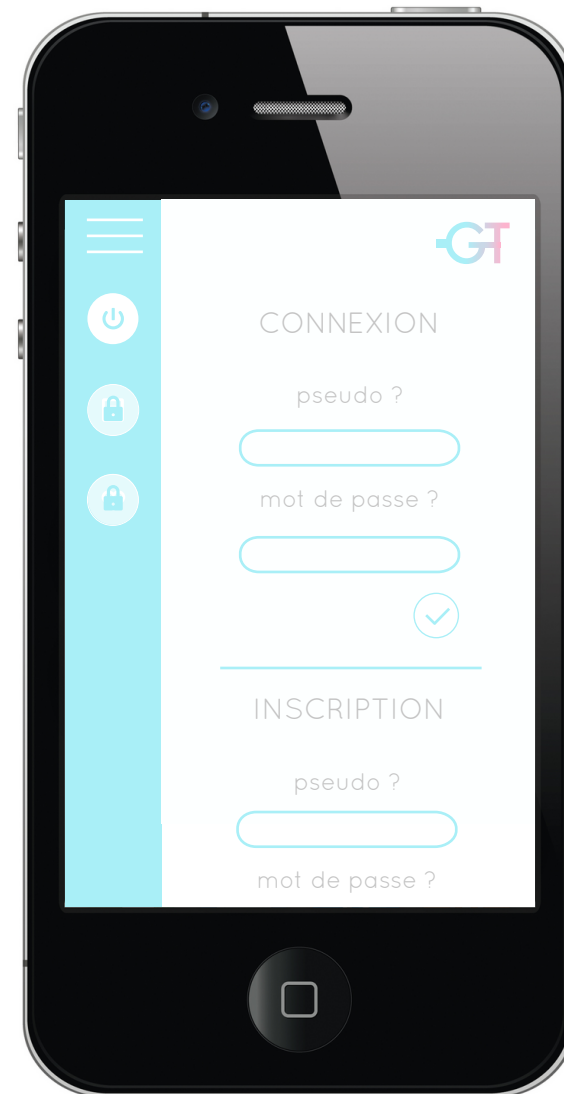 GT
CONNEXION
pseudo ?
mot de passe ?
INSCRIPTION
pseudo ?
mot de passe ?